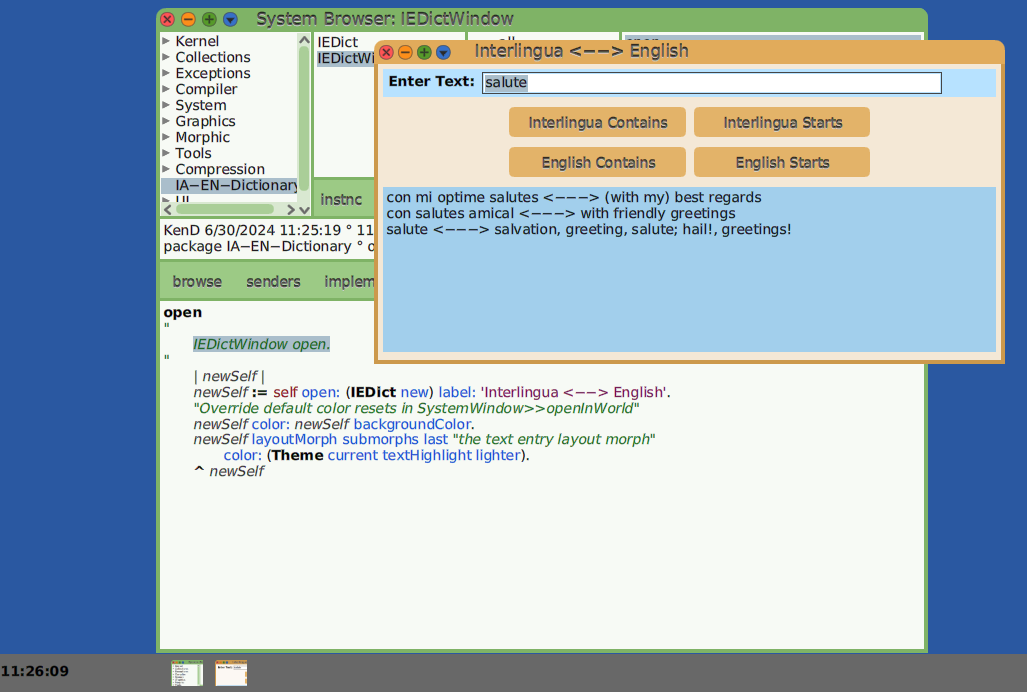 System Browser: IEDictWindow
Kernel
Collections
Exceptions
Compiler
System
Graphics
Morphic
Tools
Compression
IA−EN−Dictionary
IEDict
instnc
KenD 6/30/2024 11:25:19 ° 11
package IA−EN−Dictionary °
browse senders
open
"
IEDictWindow open.
"
| newSelf |
newSelf := self open: (IEDict new) label: 'Interlingua <−−> English'.
"Override default color resets in SystemWindow>>openInWorld"
newSelf color: newSelf backgroundColor.
newSelf layoutMorph submorphs last "the text entry layout morph"
color: (Theme current textHighlight lighter).
^ newSelf
Interlingua <−−−> English
Enter Text: salute
Interlingua Contains Interlingua Starts
English Contains English Starts
con mi optime salutes <−−−> (with my) best regards
con salutes amical <−−−> with friendly greetings
salute <−−−> salvation, greeting, salute; hail!, greetings!
11:26:09